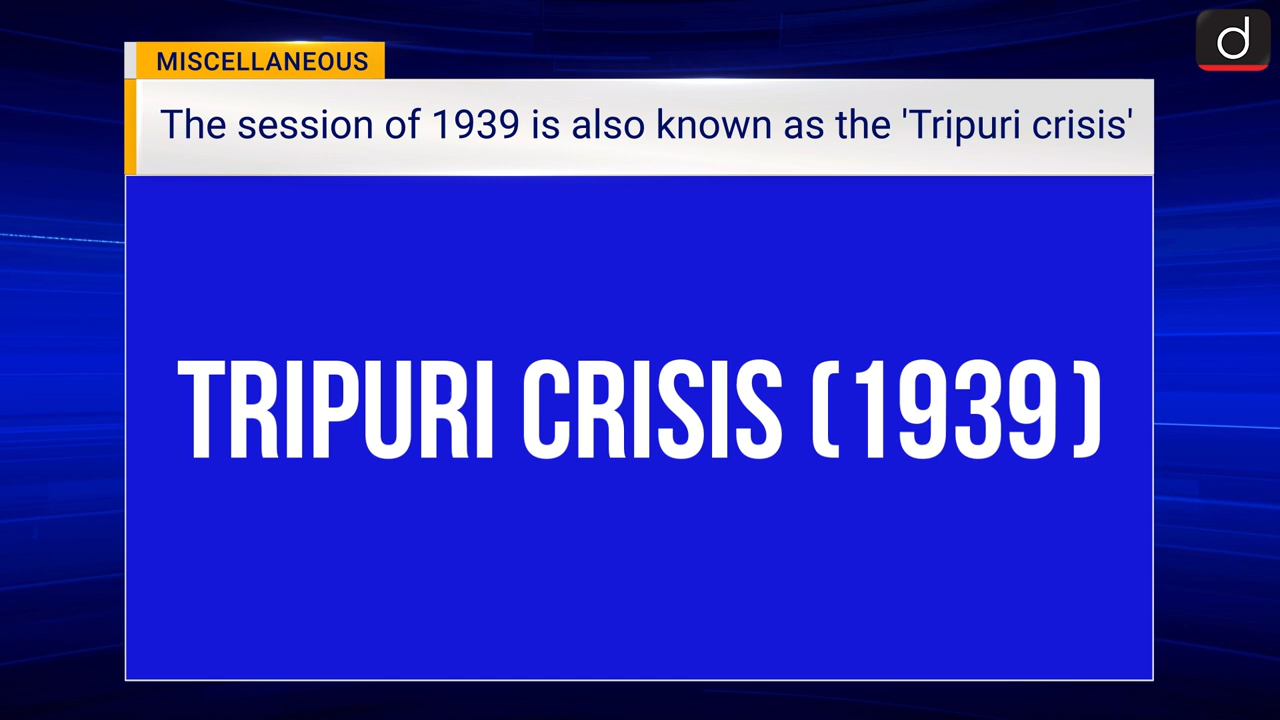 MISCELLANEOUS
The session of 1939 is also known as the 'Tripuri crisis'
TRIPURI CRISIS (1939)
d